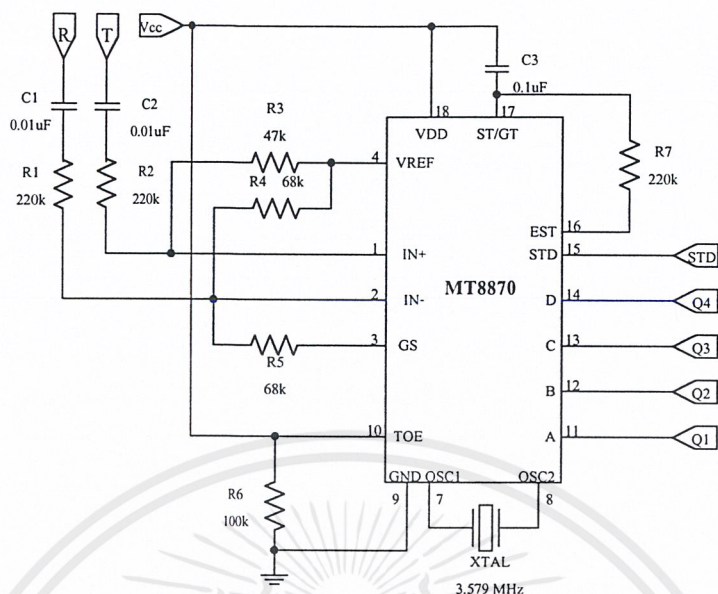 R
T
Vcc
C1
0.01uF
C2
0.01uF
C3
0.1uF
R3
47k
R4
68k
R1
220k
R2
220k
R5
68k
R6
100k
R7
220k
18
17
VDD
ST/GT
4
VREF
1
IN+
2
IN-
3
GS
10
TOE
MT8870
EST
16
STD
15
STD
D
14
Q4
C
13
Q3
B
12
Q2
A
11
Q1
GND
OSC1
OSC2
9
7
8
XTAL
3.579 MHz